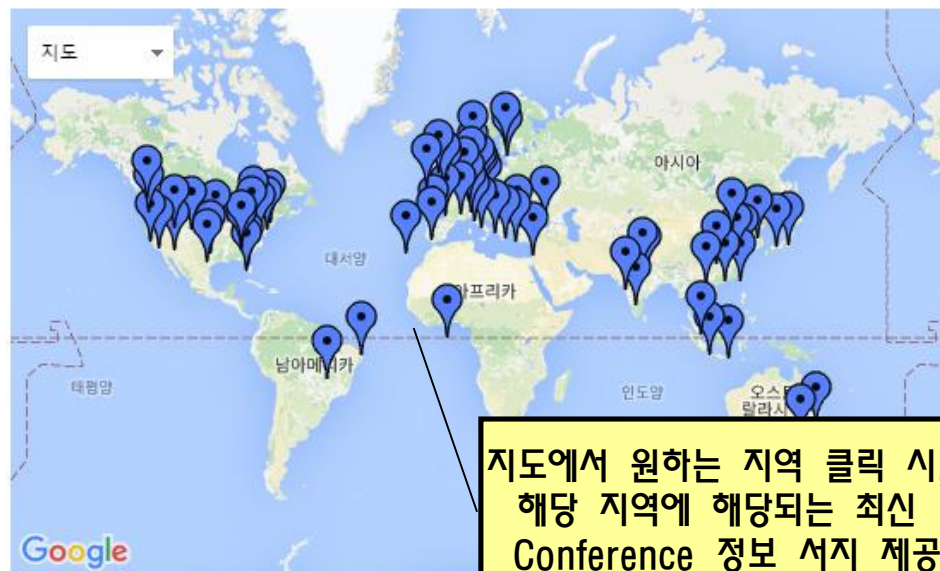 지도
아시아
대서양
아프리카
남아메리카
태평양
인도양
오스트
랄라시
지도에서 원하는 지역 클릭 시
해당 지역에 해당되는 최신
Conference 정보 서지 제공
Google